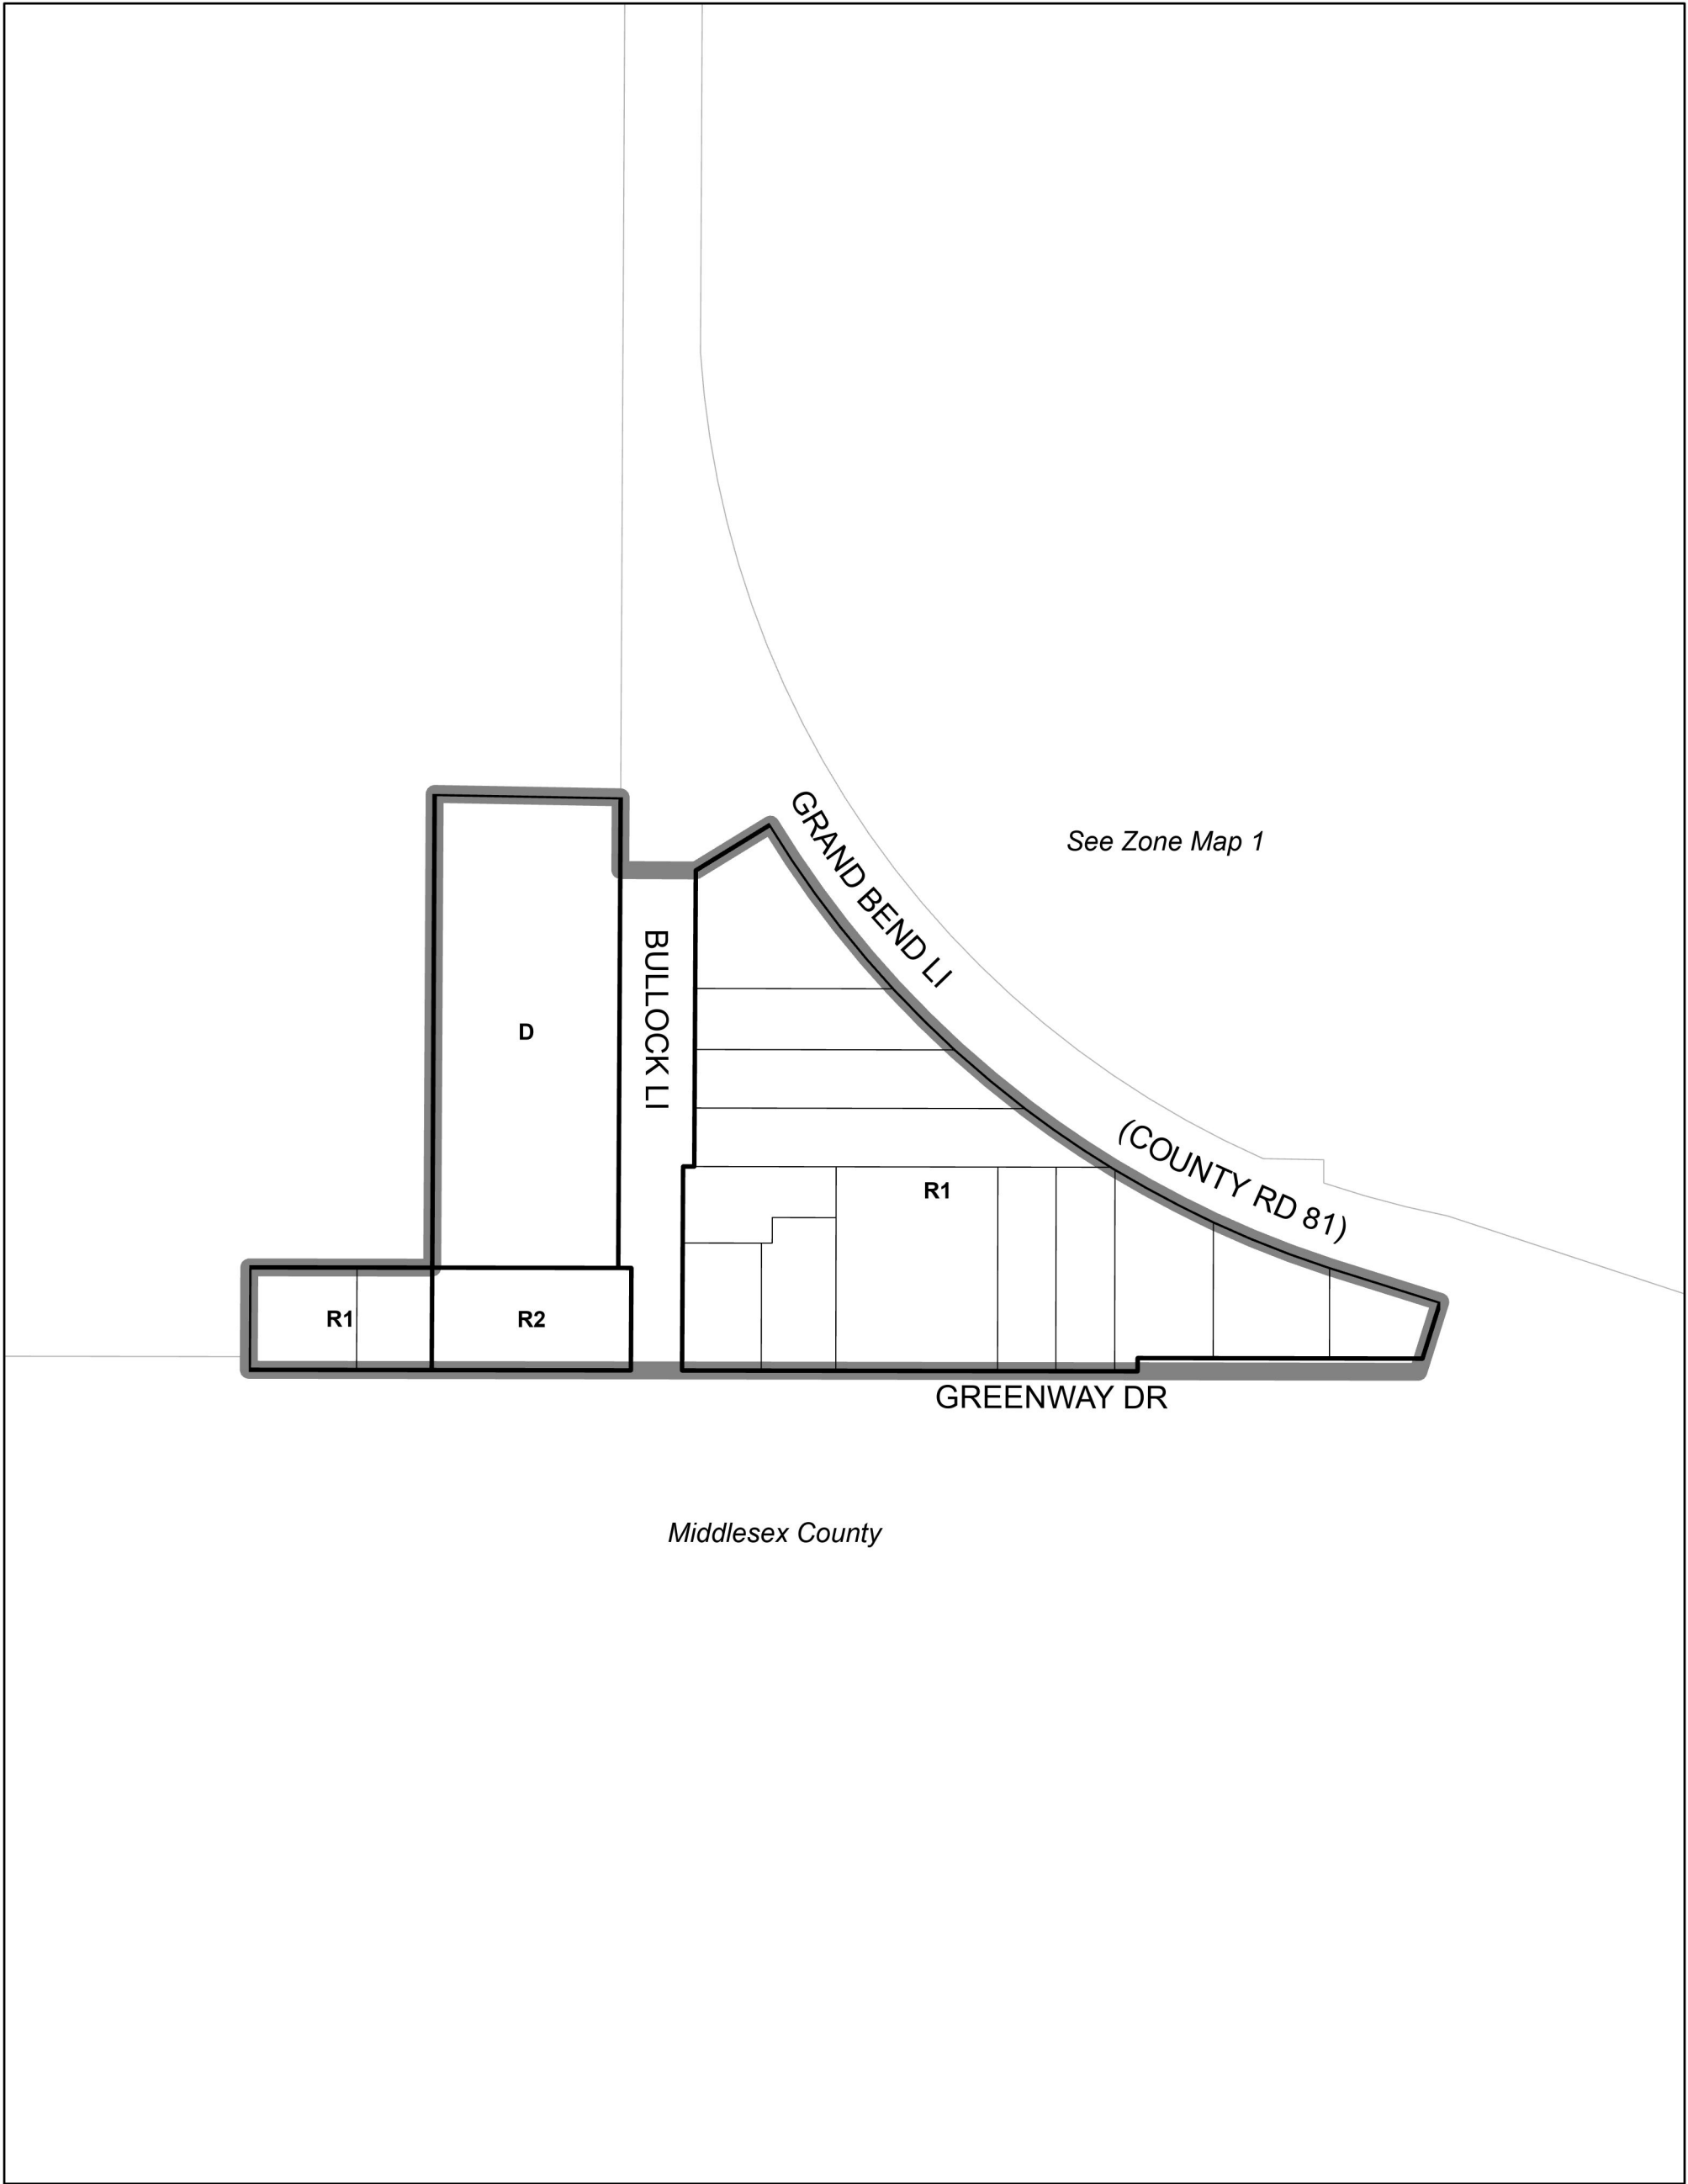 GRAND BEND LI
See Zone Map 1
BULLOCK LI
D
(COUNTY RD 81)
R1
R1
R2
GREENWAY DR
Middlesex County